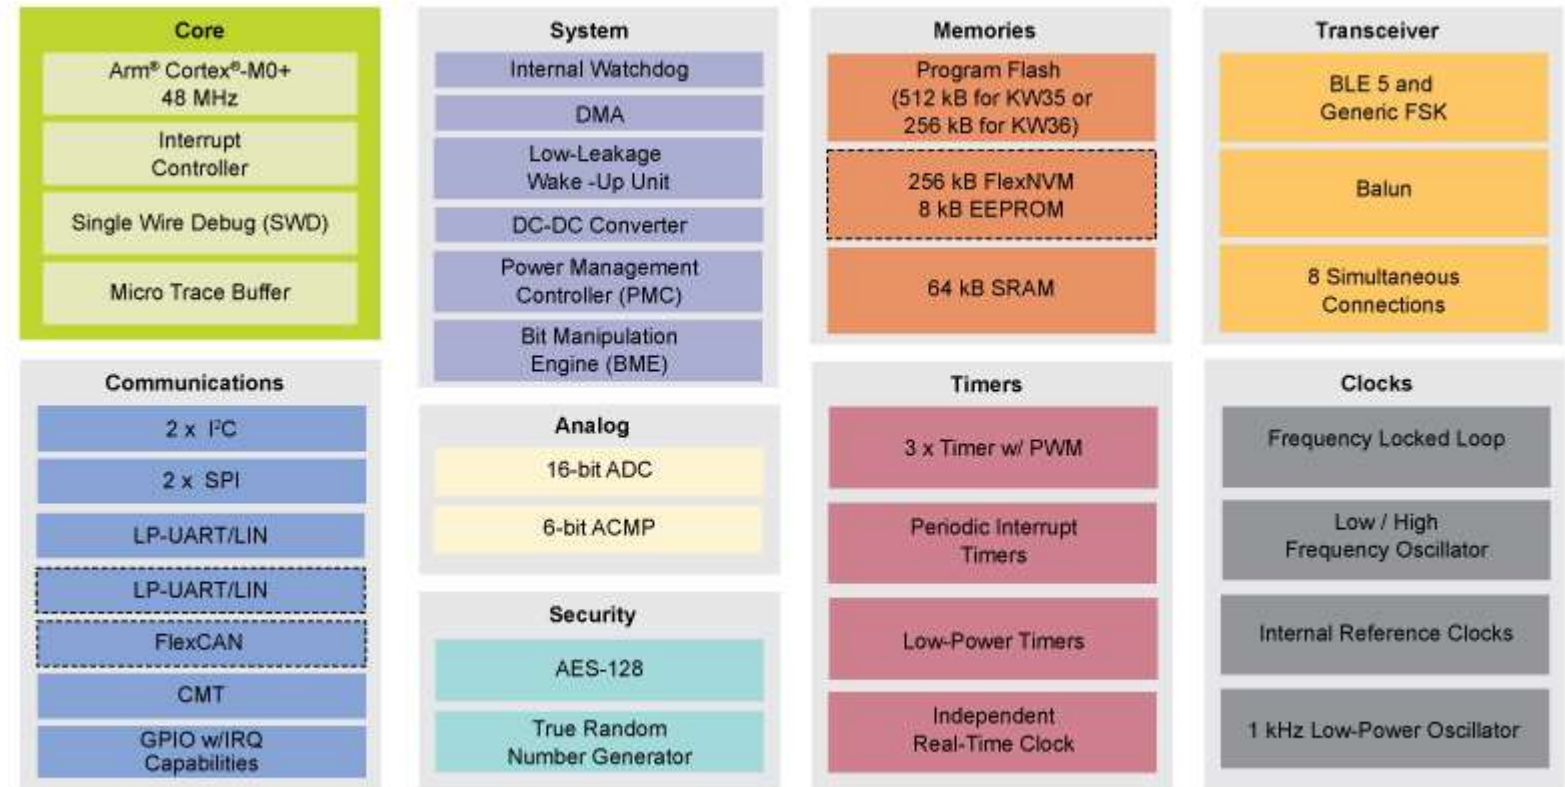 Core
Arm® Cortex®-M0+
48 MHz
Interrupt
Controller
Single Wire Debug (SWD)
Micro Trace Buffer
System
Internal Watchdog
DMA
Low-Leakage
Wake -Up Unit
DC-DC Converter
Power Management
Controller (PMC)
Bit Manipulation
Engine (BME)
Memories
Program Flash
(512 kB for KW35 or
256 kB for KW36)
256 kB FlexNVM
8 kB EEPROM
64 kB SRAM
Transceiver
BLE 5 and
Generic FSK
Balun
8 Simultaneous
Connections
Communications
2 x I²C
2 x SPI
LP-UART/LIN
LP-UART/LIN
FlexCAN
CMT
GPIO w/IRQ
Capabilities
Analog
16-bit ADC
6-bit ACMP
Security
AES-128
True Random
Number Generator
Timers
3 x Timer w/ PWM
Periodic Interrupt
Timers
Low-Power Timers
Independent
Real-Time Clock
Clocks
Frequency Locked Loop
Low / High
Frequency Oscillator
Internal Reference Clocks
1 kHz Low-Power Oscillator